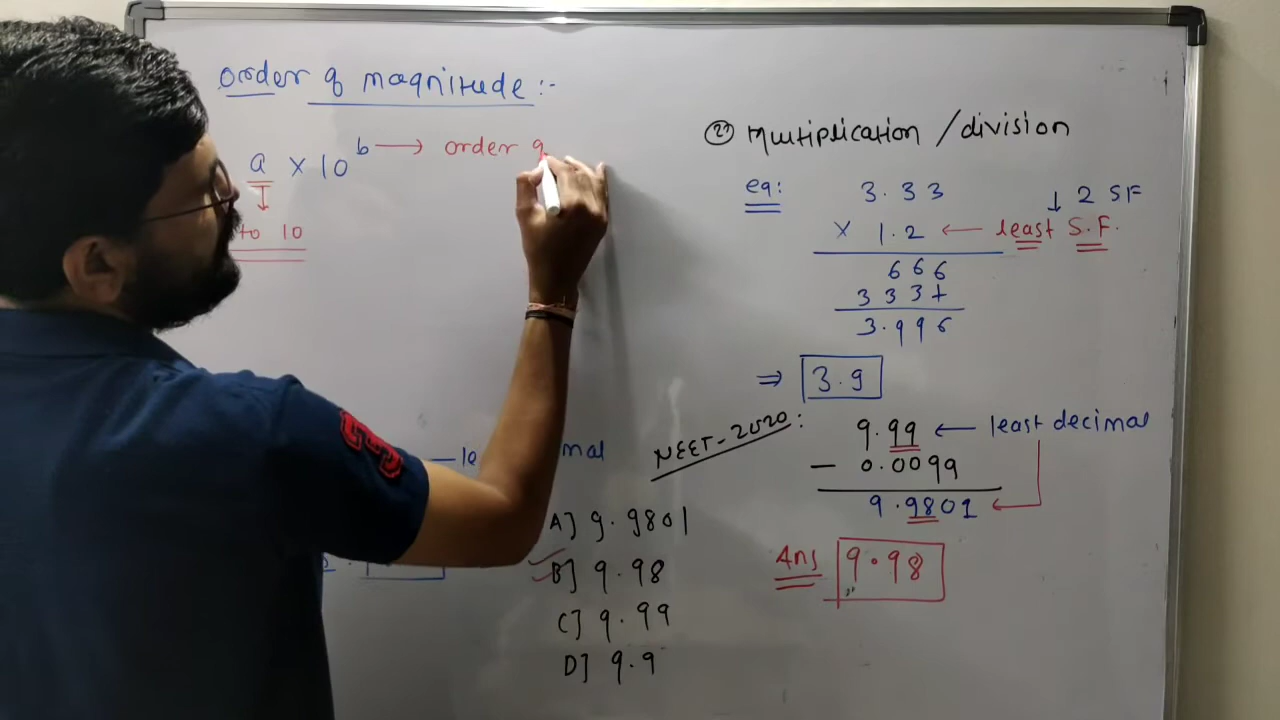 order of magnitude :-
a × 10^b → order of
to 10
② Multiplication / division
eg:
3.33
× 1.2 ← least S.F.
↓ 2 SF
666
333+
3.996
⇒ 3.9
NEET-2020:
9.99 ← least decimal
— 0.0099
9.9801
Ans 9.98
A] 9.9801
B] 9.98
C] 9.99
D] 9.9